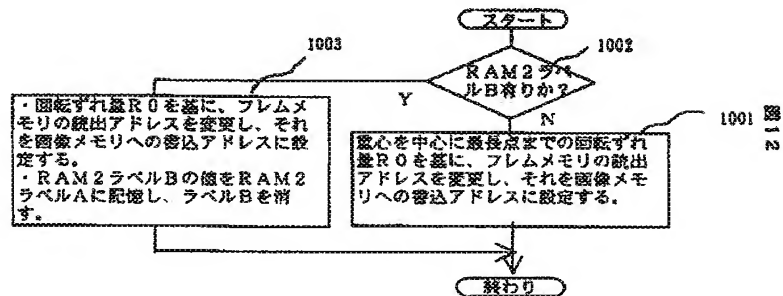 スタート
1003
1002
RAM2ラベ
ルB有りか？
Y
N
・回転ずれ量R0を基に、フレムメ
モリの読出アドレスを変更し、それ
を画像メモリへの書込アドレスに設
定する。
・RAM2ラベルBの値をRAM2
ラベルAに記憶し、ラベルBを消
す。
1001
図12
重心を中心に最長点までの回転ずれ
量R0を基に、フレムメモリの読出
アドレスを変更し、それを画像メモ
リへの書込アドレスに設定する。
終わり